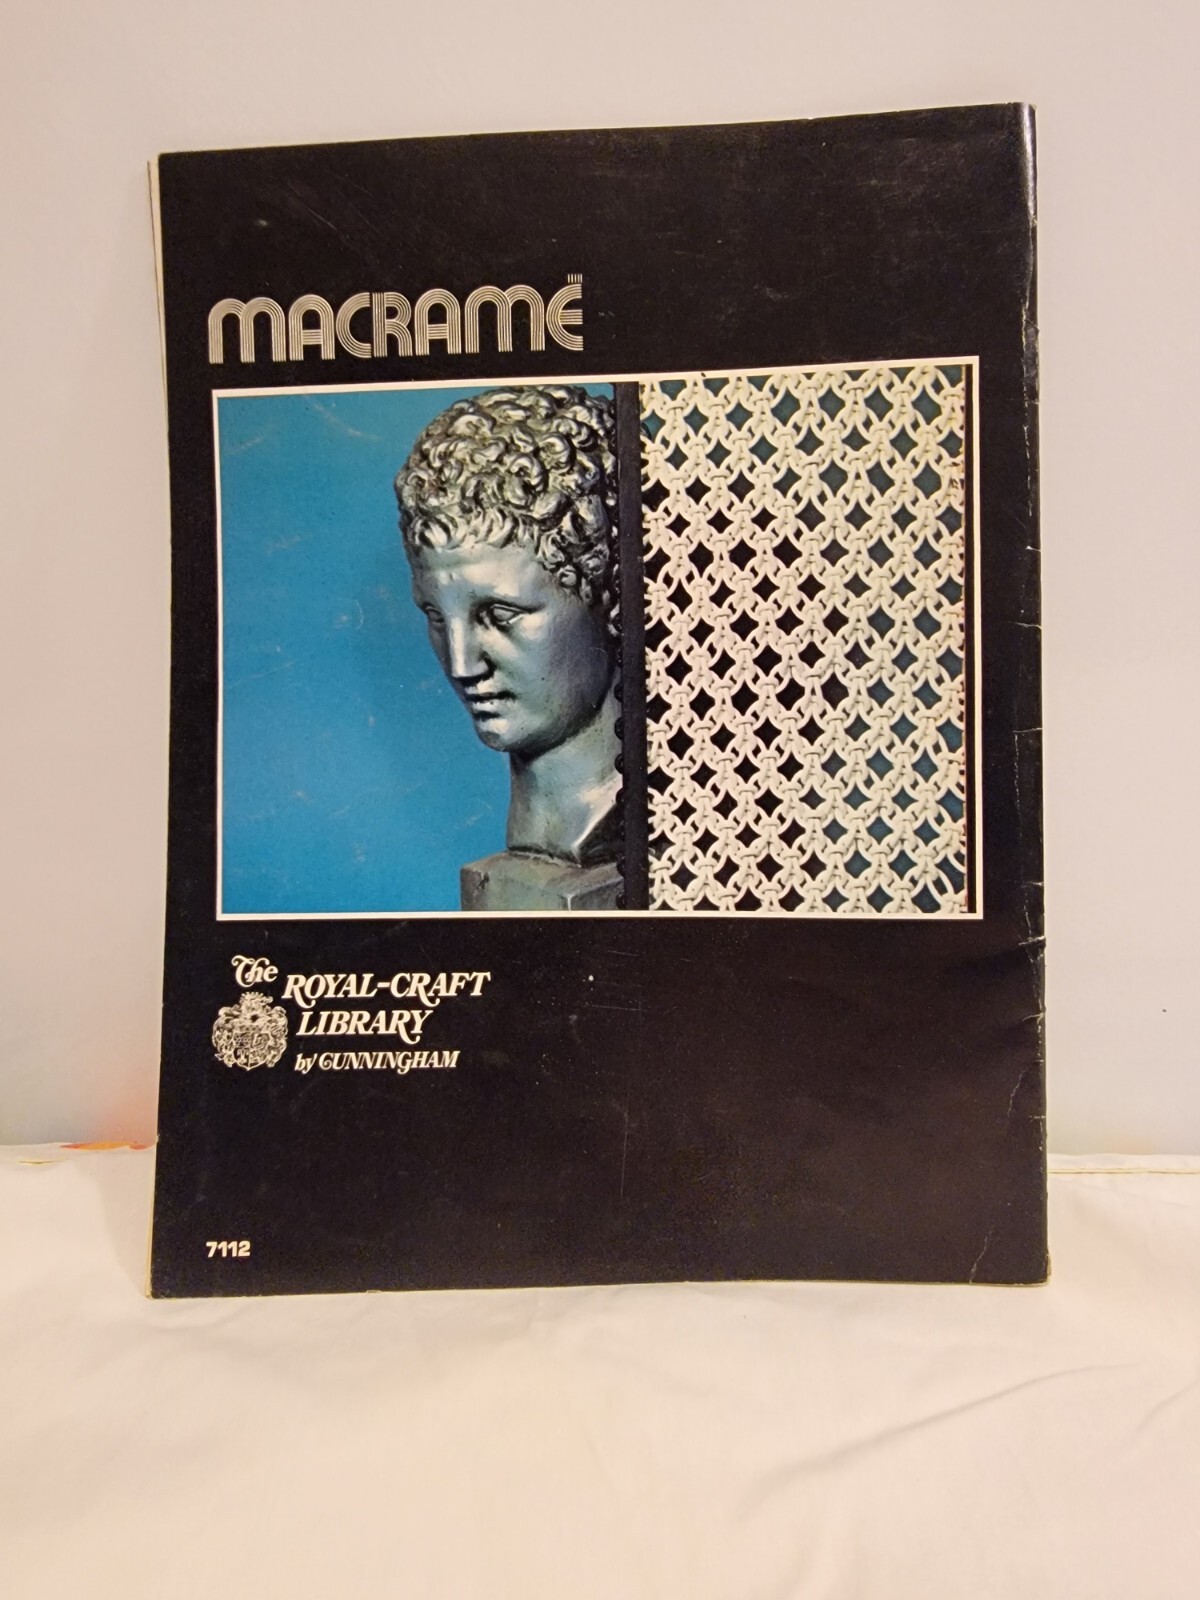 MACRAMÉ
The ROYAL-CRAFT
LIBRARY
by CUNNINGHAM
7112